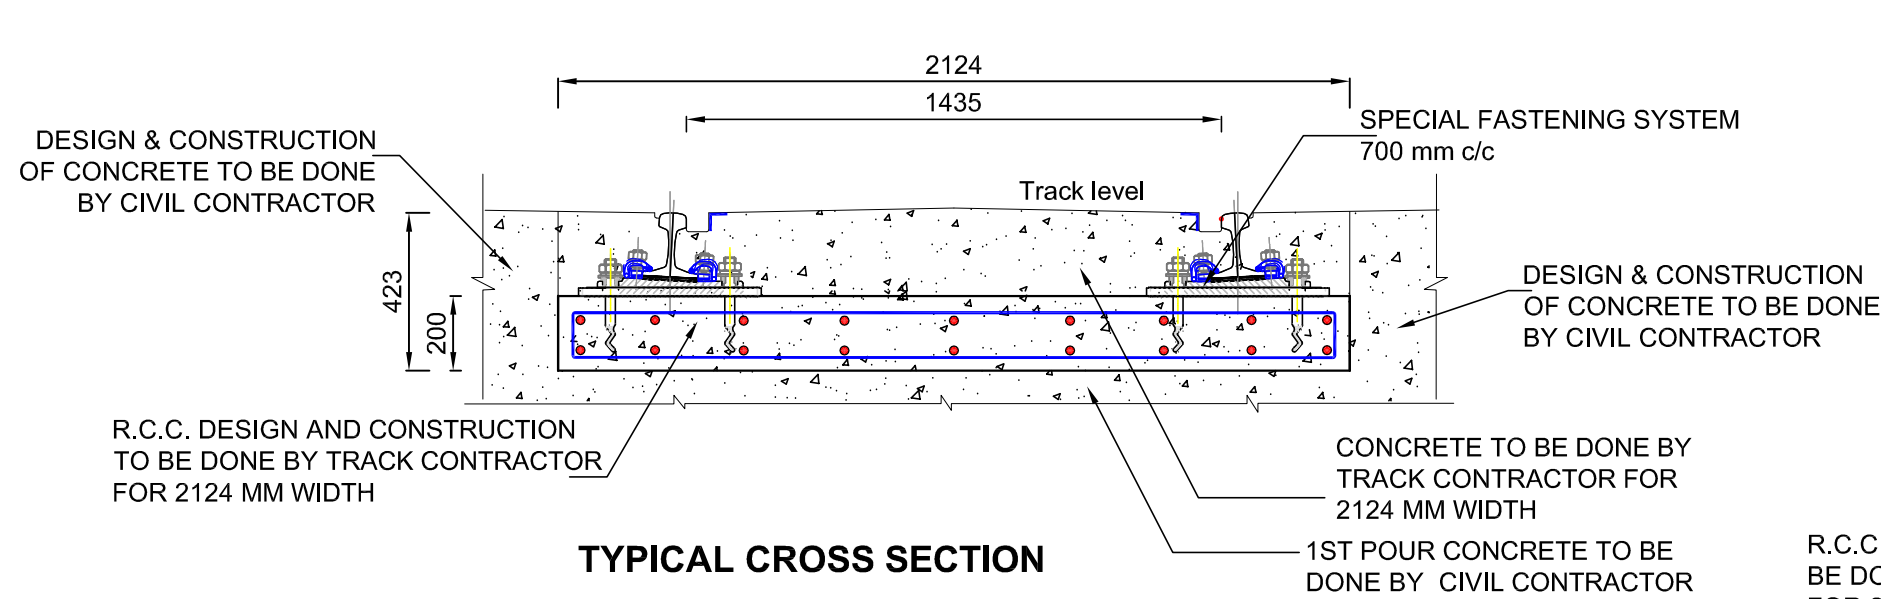 2124
1435
SPECIAL FASTENING SYSTEM
700 mm c/c
DESIGN & CONSTRUCTION
OF CONCRETE TO BE DONE
BY CIVIL CONTRACTOR
Track level
423
200
DESIGN & CONSTRUCTION
OF CONCRETE TO BE DONE
BY CIVIL CONTRACTOR
R.C.C. DESIGN AND CONSTRUCTION
TO BE DONE BY TRACK CONTRACTOR
FOR 2124 MM WIDTH
CONCRETE TO BE DONE BY
TRACK CONTRACTOR FOR
2124 MM WIDTH
1ST POUR CONCRETE TO BE
DONE BY CIVIL CONTRACTOR
TYPICAL CROSS SECTION
R.C.C
BE